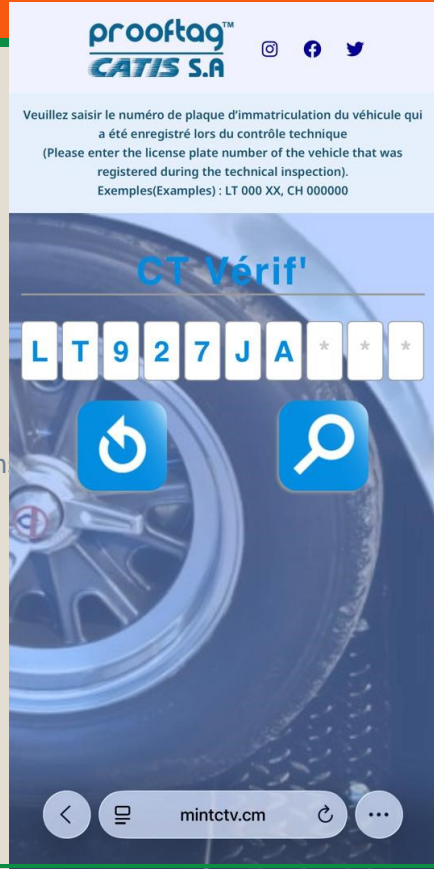 prooftag™
CATIS S.A
Veuillez saisir le numéro de plaque d'immatriculation du véhicule qui
a été enregistré lors du contrôle technique
(Please enter the license plate number of the vehicle that was
registered during the technical inspection).
Exemples(Examples) : LT 000 XX, CH 000000
CT Vérif'
L T 9 2 7 J A * * *
mintctv.cm